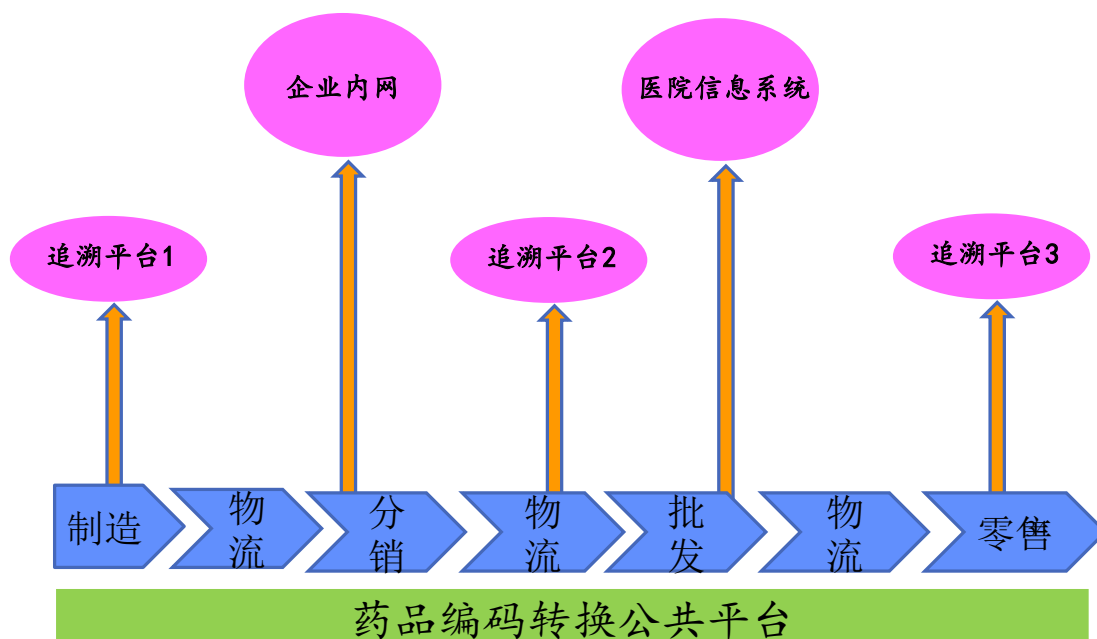 企业内网
医院信息系统
追溯平台1
追溯平台2
追溯平台3
制造
物流
分销
物流
批发
物流
零售
药品编码转换公共平台